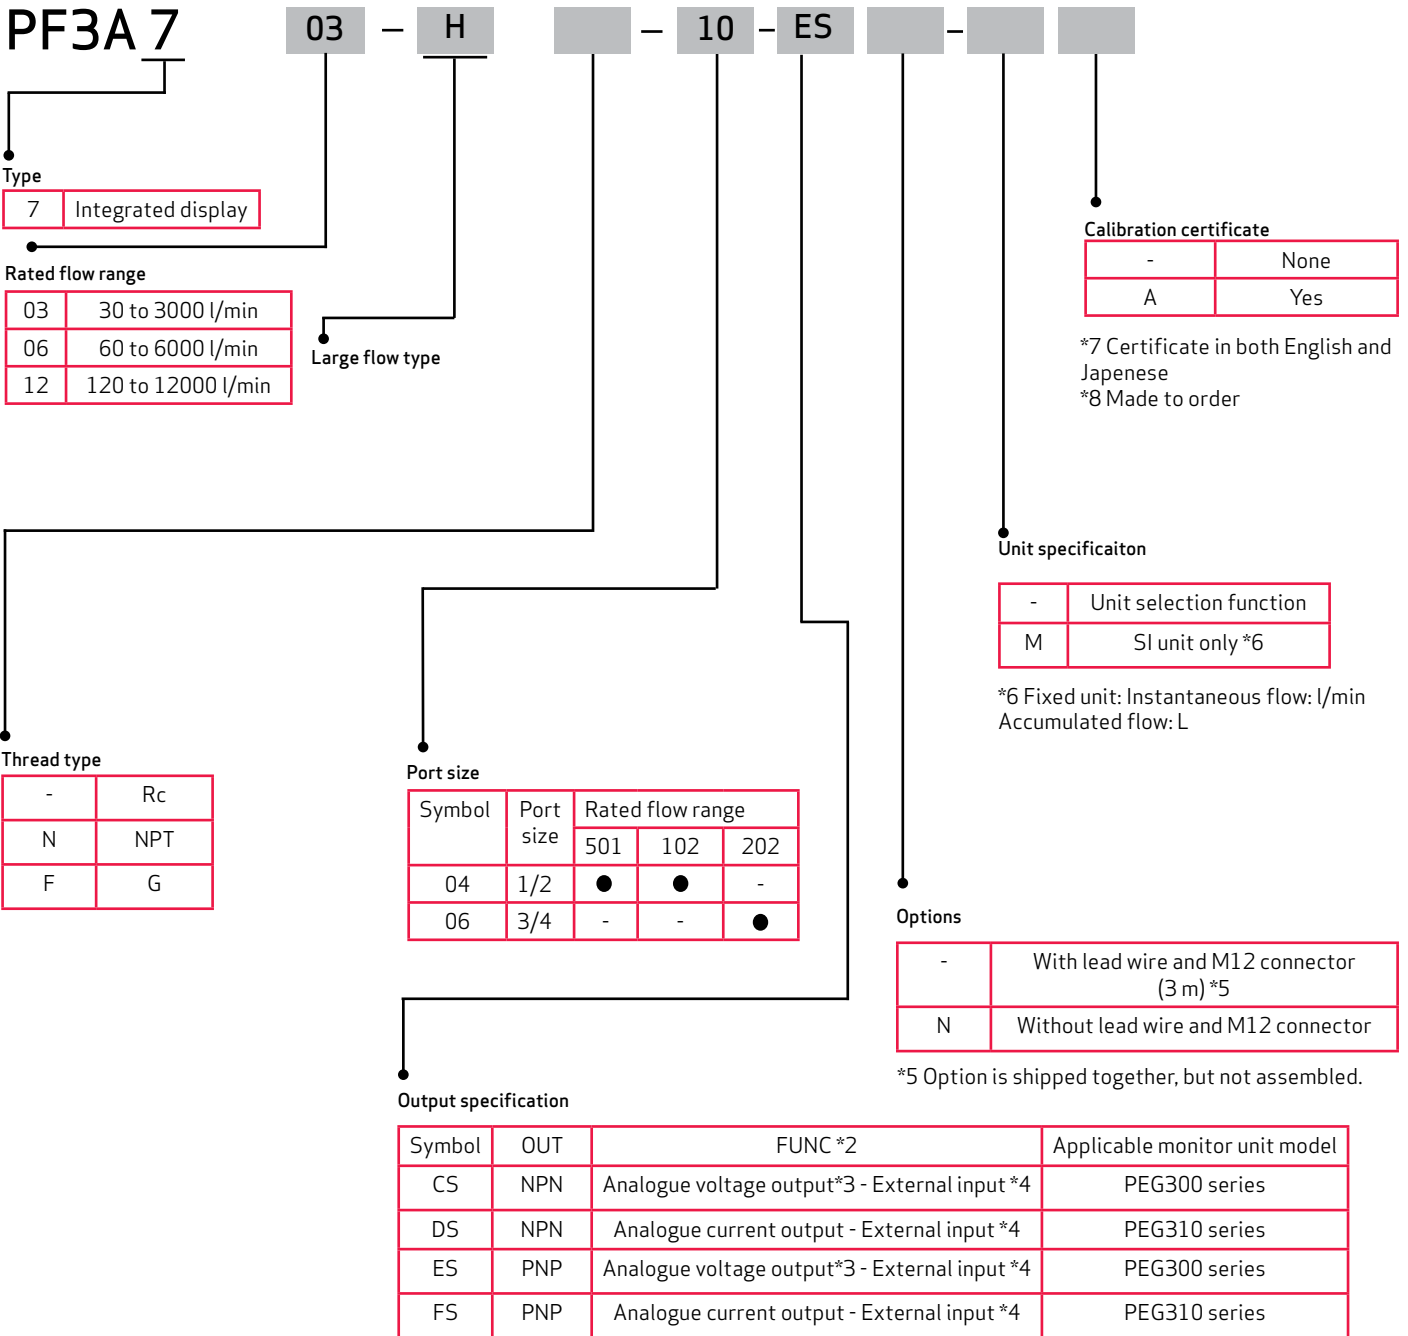 PF3A 7 03 – H – 10 – ES –
Type
7 Integrated display
Rated flow range
03 30 to 3000 l/min
06 60 to 6000 l/min
12 120 to 12000 l/min
Large flow type
Calibration certificate
- None
A Yes
*7 Certificate in both English and
Japenese
*8 Made to order
Unit specificaiton
- Unit selection function
M SI unit only *6
*6 Fixed unit: Instantaneous flow: l/min
Accumulated flow: L
Thread type
- Rc
N NPT
F G
Port size
Symbol Port size Rated flow range
501 102 202
04 1/2 ● ● -
06 3/4 - - ●
Options
- With lead wire and M12 connector
(3 m) *5
N Without lead wire and M12 connector
*5 Option is shipped together, but not assembled.
Output specification
Symbol OUT FUNC *2 Applicable monitor unit model
CS NPN Analogue voltage output*3 - External input *4 PEG300 series
DS NPN Analogue current output - External input *4 PEG310 series
ES PNP Analogue voltage output*3 - External input *4 PEG300 series
FS PNP Analogue current output - External input *4 PEG310 series